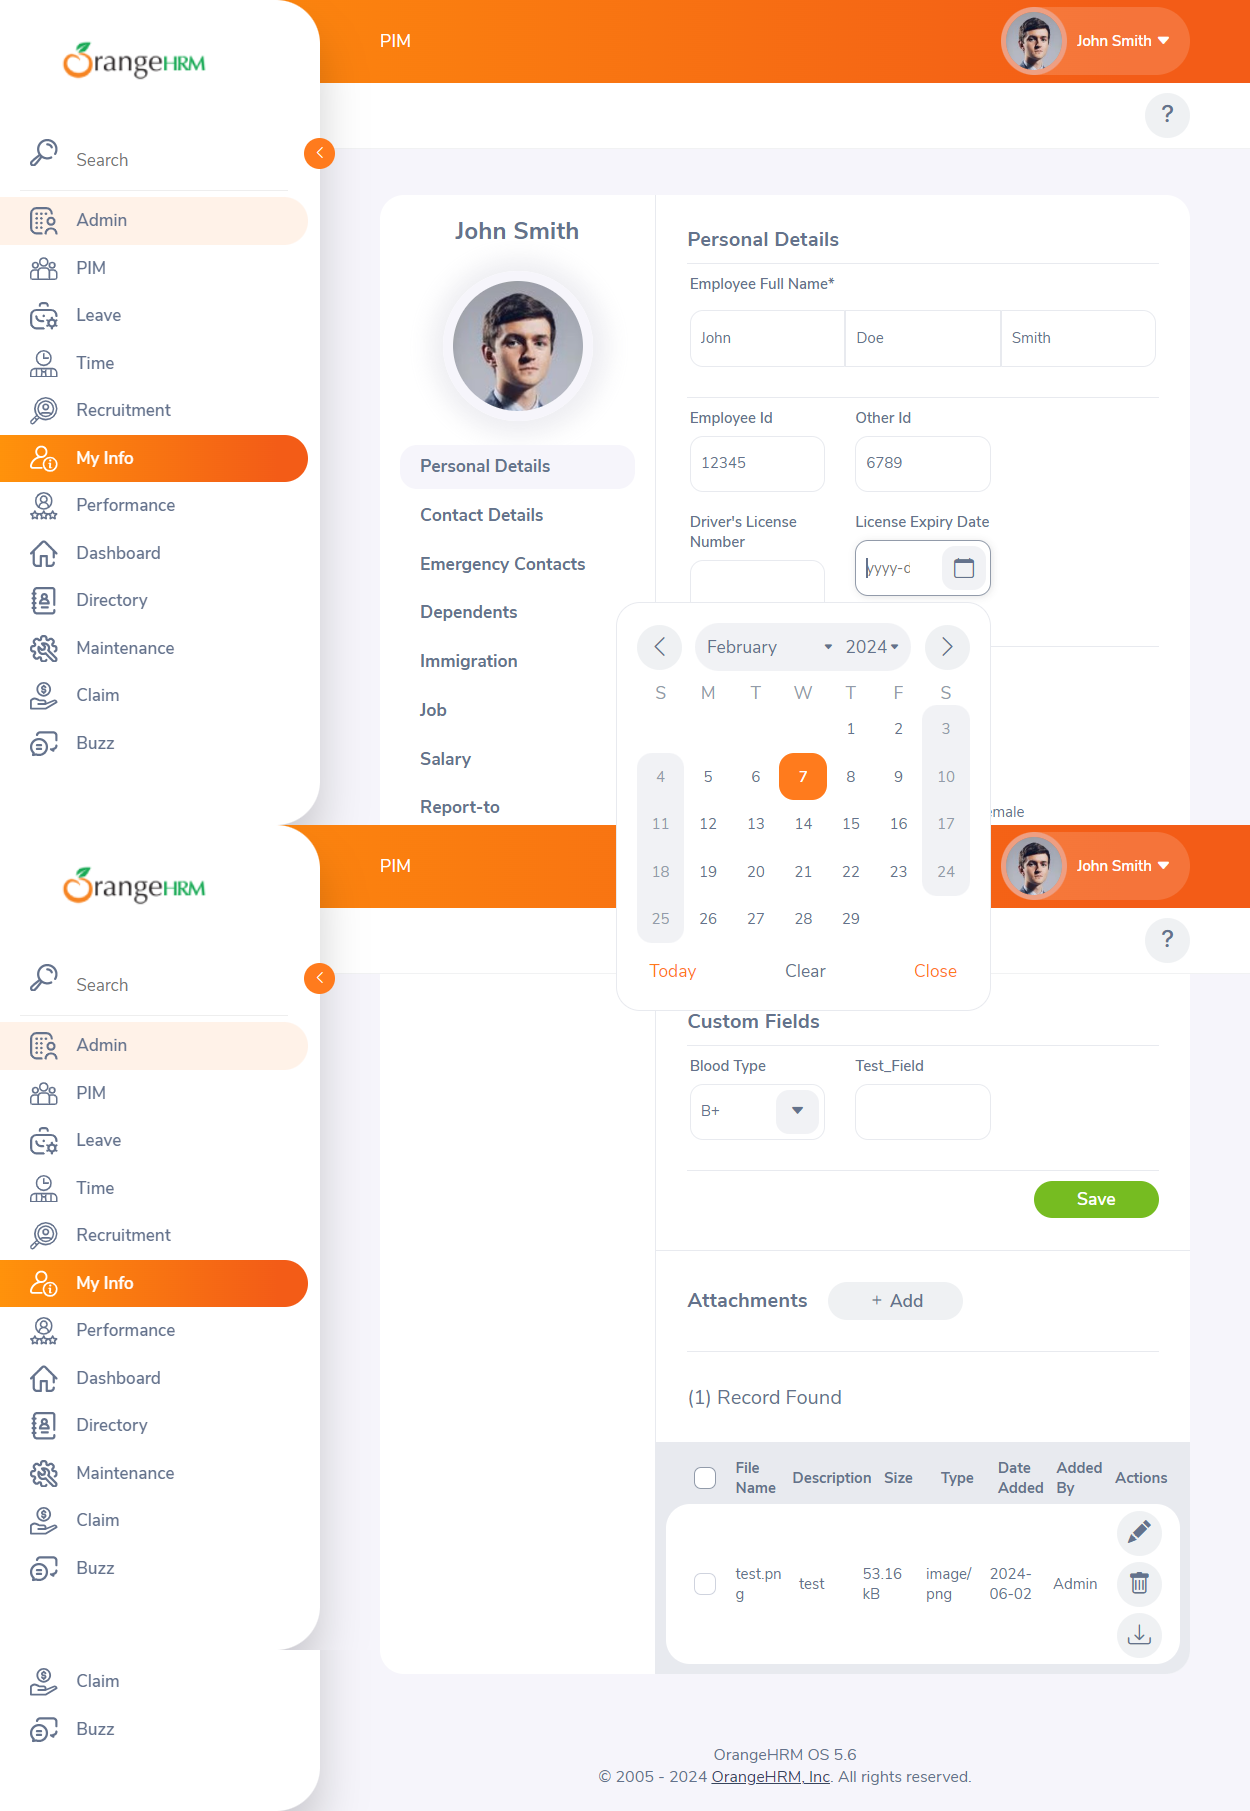 OrangeHRM
PIM
John Smith
?
Search
Admin
PIM
Leave
Time
Recruitment
My Info
Performance
Dashboard
Directory
Maintenance
Claim
Buzz
John Smith
Personal Details
Contact Details
Emergency Contacts
Dependents
Immigration
Job
Salary
Report-to
Personal Details
Employee Full Name*
John Doe Smith
Employee Id Other Id
12345 6789
Driver's License License Expiry Date
Number
yyyy-d
February 2024
S M T W T F S
1 2 3
4 5 6 7 8 9 10
11 12 13 14 15 16 17
18 19 20 21 22 23 24
25 26 27 28 29
Today Clear Close
emale
OrangeHRM
PIM
John Smith
?
Search
Admin
PIM
Leave
Time
Recruitment
My Info
Performance
Dashboard
Directory
Maintenance
Claim
Buzz
Custom Fields
Blood Type Test_Field
B+
Save
Attachments + Add
(1) Record Found
File Name Description Size Type Date Added Added By Actions
test.png test 53.16 kB image/png 2024-06-02 Admin
Claim
Buzz
OrangeHRM OS 5.6
© 2005 - 2024 OrangeHRM, Inc. All rights reserved.